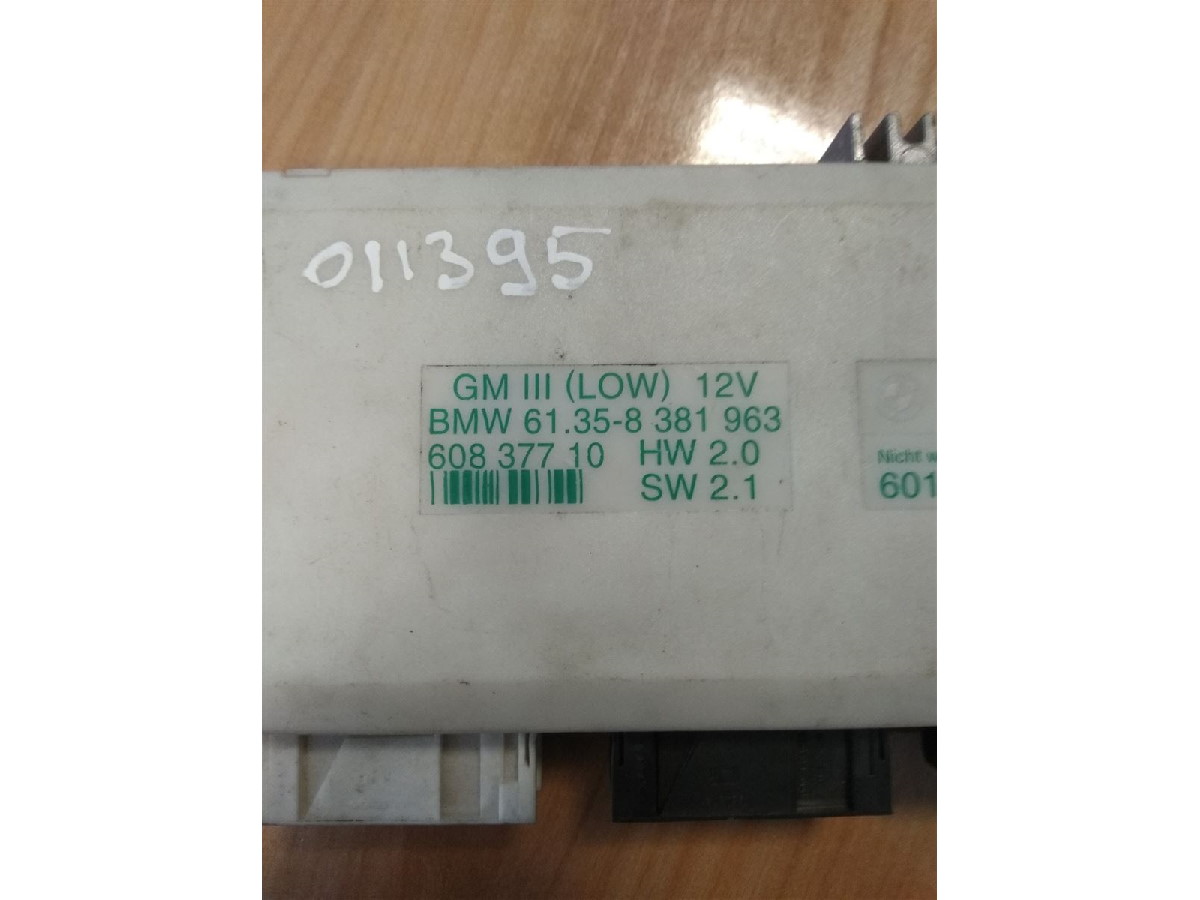 011395
GM III (LOW) 12V
BMW 61.35-8 381 963
608 377 10 HW 2.0
SW 2.1
Nicht
601